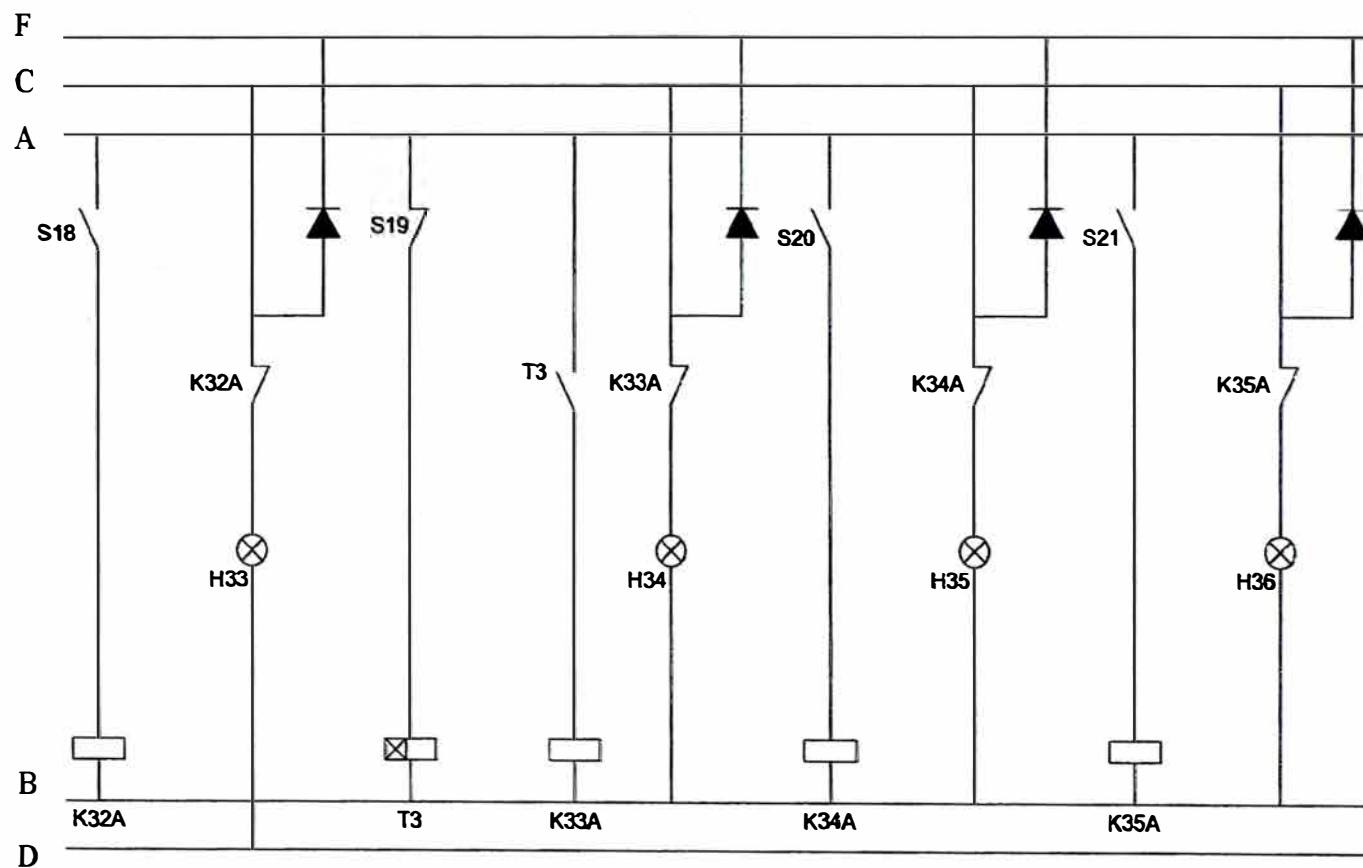 F
C
A
S18
S19
S20
S21
K32A
T3
K33A
K34A
K35A
H33
H34
H35
H36
B
K32A
T3
K33A
K34A
K35A
D